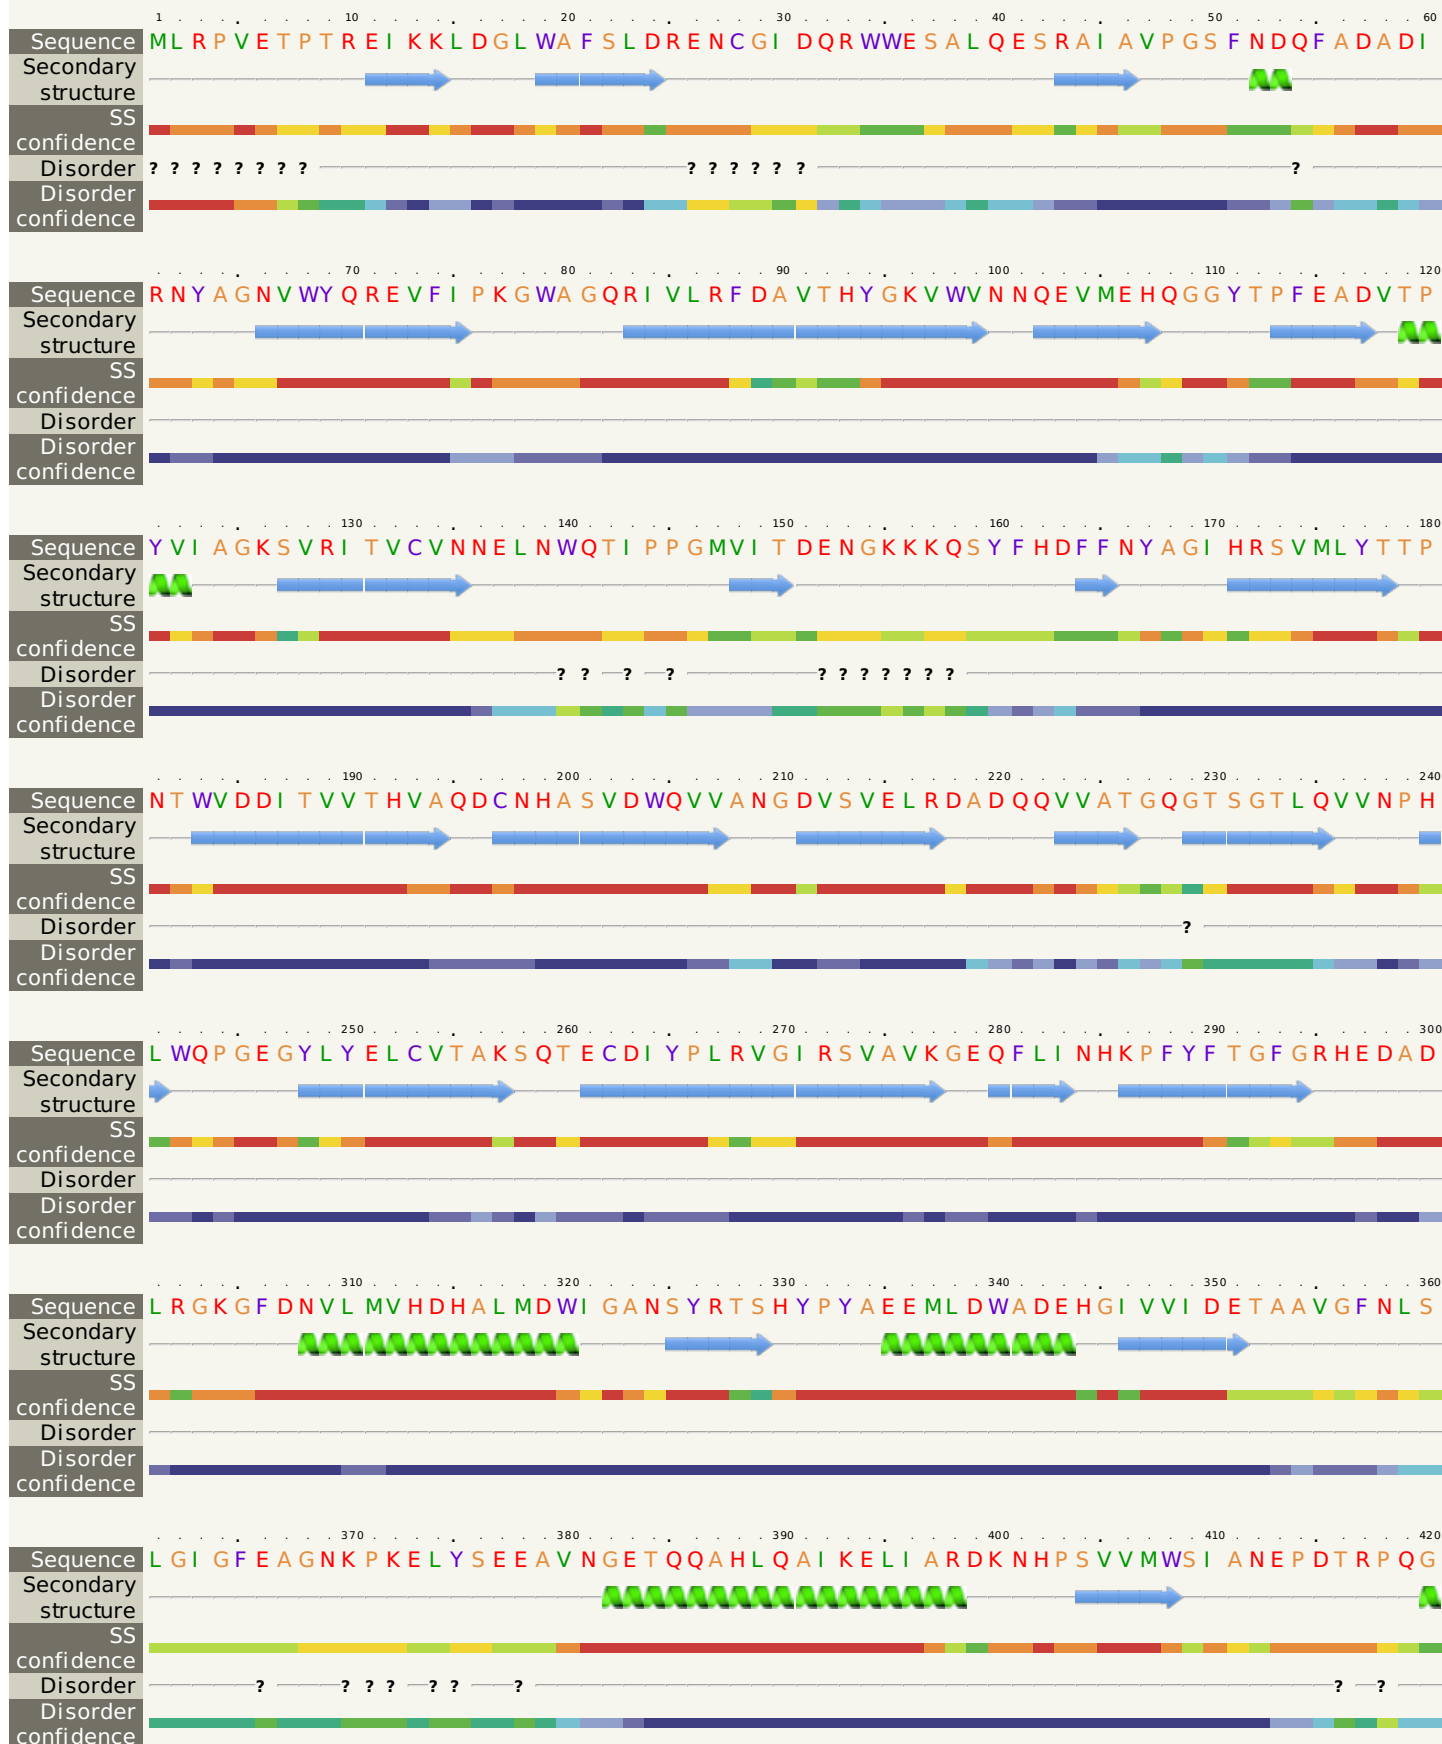 1 10 20 30 40 50 60
Sequence MLRPVETPTREIKKLDGLWAFSLDRENCGIDQRWWESALQESRAIAVPGSFNDQFADADI
Secondary
structure
SS
confidence
Disorder ? ? ? ? ? ? ? ? ? ? ? ? ? ? ?
Disorder
confidence
70 80 90 100 110 120
Sequence RNYAGNVWYQREVFIPKGWAGQRIVLRFDAVTHYGKVWVNNQEVMEHQGGYTPFEADVTP
Secondary
structure
SS
confidence
Disorder
Disorder
confidence
130 140 150 160 170 180
Sequence YVIAGKSVRITVCVNNELNWQTIPPGMVITDENGKKKQSYFHDFFNYAGIHRSVMLYTTP
Secondary
structure
SS
confidence
Disorder ? ? ? ? ? ? ? ? ? ? ?
Disorder
confidence
190 200 210 220 230 240
Sequence NTWVDDITVVTHVAQDCNHASVDWQVVANGDVSVELRDADQQVVATGQGTSGTLQVVNPH
Secondary
structure
SS
confidence
Disorder ?
Disorder
confidence
250 260 270 280 290 300
Sequence LWQPGEGYLYELCVTAKSQTECDIYPLRVGIRSVAVKGEQFLINHKPFYFTGFGRHEDAD
Secondary
structure
SS
confidence
Disorder
Disorder
confidence
310 320 330 340 350 360
Sequence LRGKGFDNVLMVHDHALMDWIGANSYRTSHYPYAEEMLDWADEHGIVVIDETAAVGFNLS
Secondary
structure
SS
confidence
Disorder
Disorder
confidence
370 380 390 400 410 420
Sequence LGIGFEAGNKPKELYSEEAVNGETQQAHLQAIKELIARDKNHPSVVMWSIANEPDTRPQG
Secondary
structure
SS
confidence
Disorder ? ? ? ? ? ? ? ? ?
Disorder
confidence